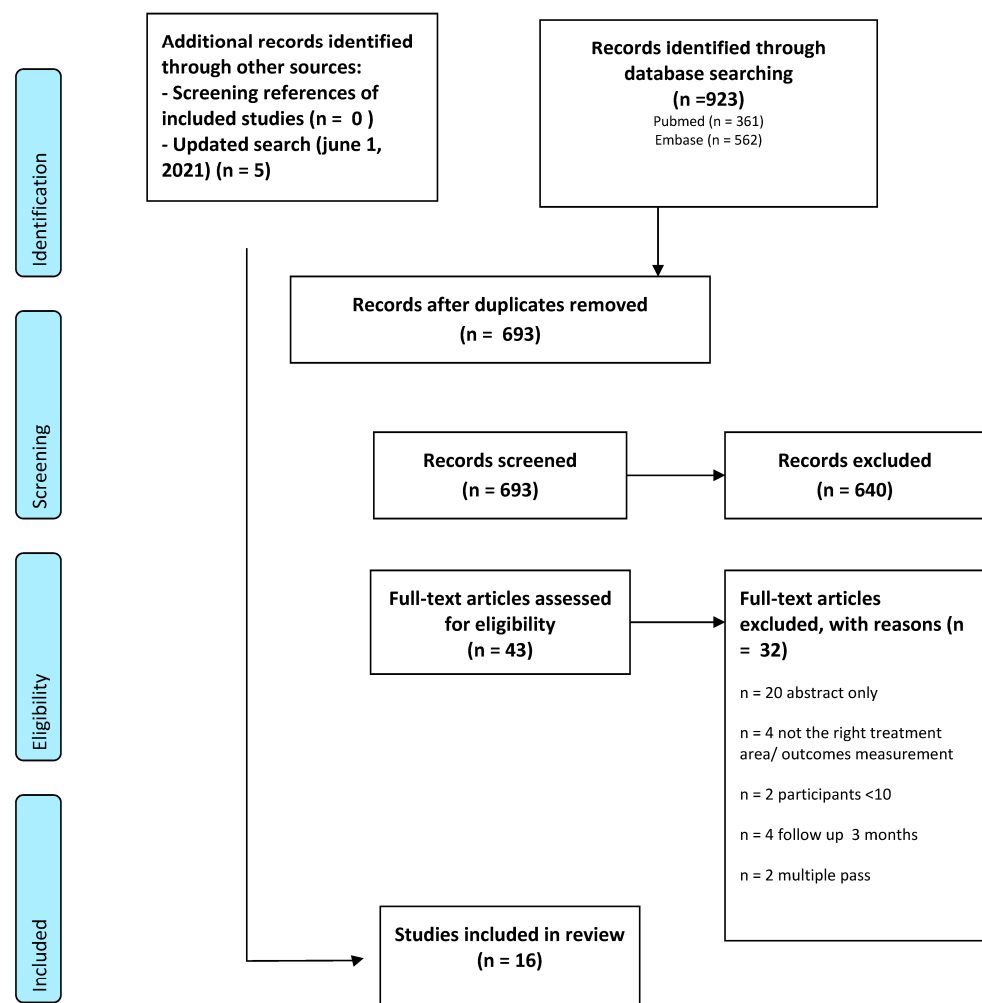 Additional records identified
through other sources:
- Screening references of
included studies (n =  0 )
- Updated search (june 1,
2021) (n = 5)
Records identified through
database searching
(n =923)
Pubmed (n = 361)
Embase (n = 562)
Identification
Records after duplicates removed
(n =  693)
Screening
Records screened
(n = 693)
Records excluded
(n = 640)
Eligibility
Full-text articles assessed
for eligibility
(n = 43)
Full-text articles
excluded, with reasons (n
=  32)
n = 20 abstract only
n = 4 not the right treatment
area/ outcomes measurement
n = 2 participants <10
n = 4 follow up  3 months
n = 2 multiple pass
Included
Studies included in review
(n = 16)